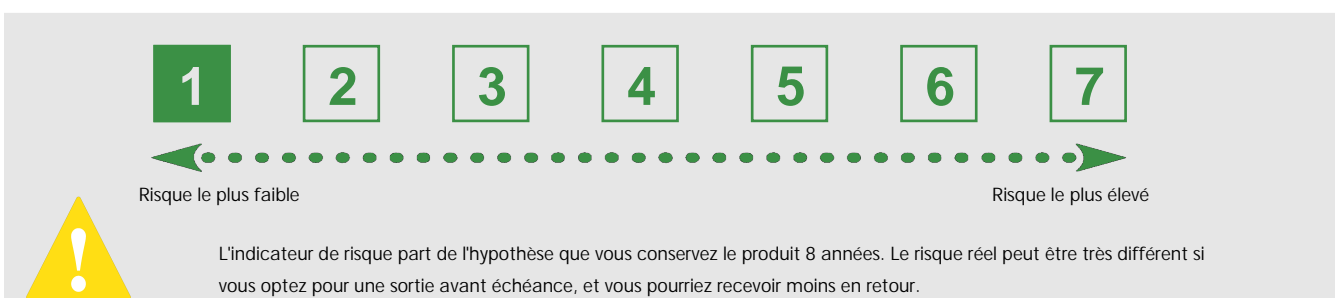 1 2 3 4 5 6 7
Risque le plus faible Risque le plus élevé
L'indicateur de risque part de l'hypothèse que vous conservez le produit 8 années. Le risque réel peut être très différent si
vous optez pour une sortie avant échéance, et vous pourriez recevoir moins en retour.